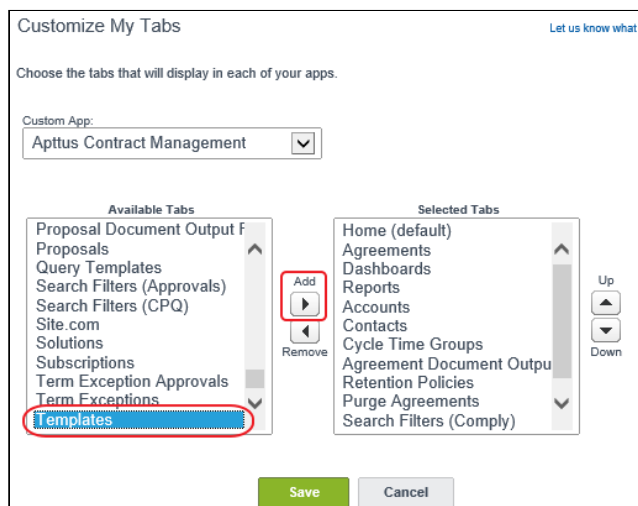 Customize My Tabs
Let us know what
Choose the tabs that will display in each of your apps.
Custom App:
Apttus Contract Management
Available Tabs
Proposal Document Output F
Proposals
Query Templates
Search Filters (Approvals)
Search Filters (CPQ)
Site.com
Solutions
Subscriptions
Term Exception Approvals
Term Exceptions
Templates
Add
Remove
Selected Tabs
Home (default)
Agreements
Dashboards
Reports
Accounts
Contacts
Cycle Time Groups
Agreement Document Outpu
Retention Policies
Purge Agreements
Search Filters (Comply)
Up
Down
Save
Cancel